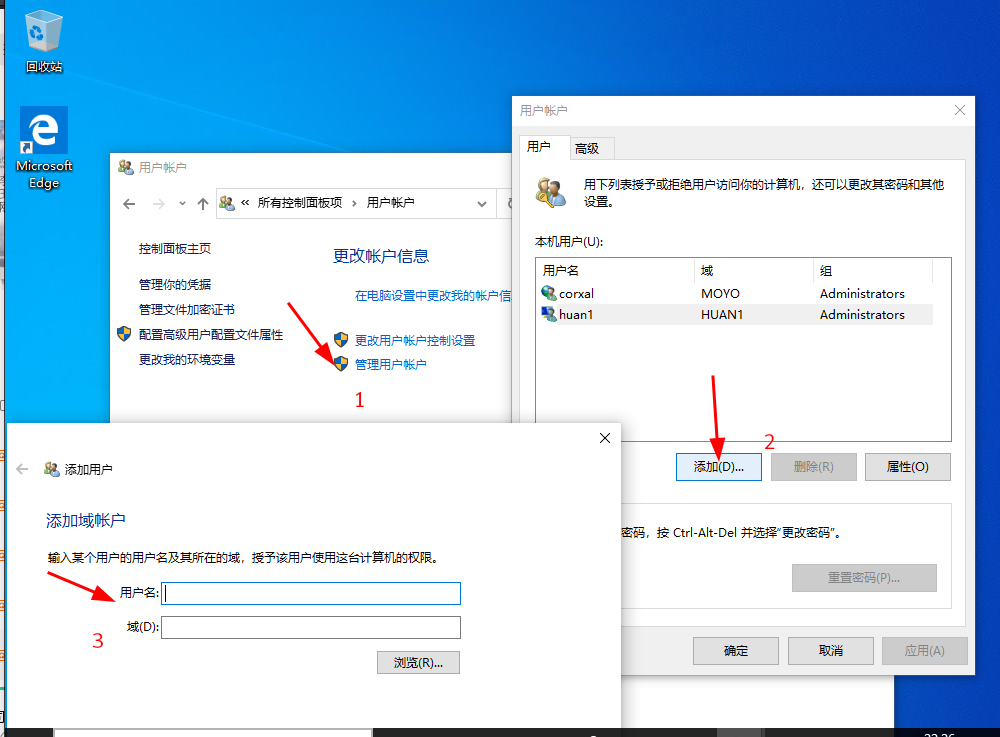 回收站
Microsoft
Edge
用户帐户
所有控制面板项
用户帐户
控制面板主页
管理你的凭据
管理文件加密证书
配置高级用户配置文件属性
更改我的环境变量
更改帐户信息
在电脑设置中更改我的帐户信
更改用户帐户控制设置
管理用户帐户
1
用户帐户
用户
高级
用下列表授予或拒绝用户访问你的计算机，还可以更改其密码和其他
设置。
本机用户(U):
用户名 域 组
corxal MOYO Administrators
huan1 HUAN1 Administrators
2
添加(D)... 删除(R) 属性(O)
密码，按 Ctrl-Alt-Del 并选择“更改密码”。
重置密码(P)...
确定 取消 应用(A)
添加用户
添加域帐户
输入某个用户的用户名及其所在的域，授予该用户使用这台计算机的权限。
用户名:
域(D):
3
浏览(R)...